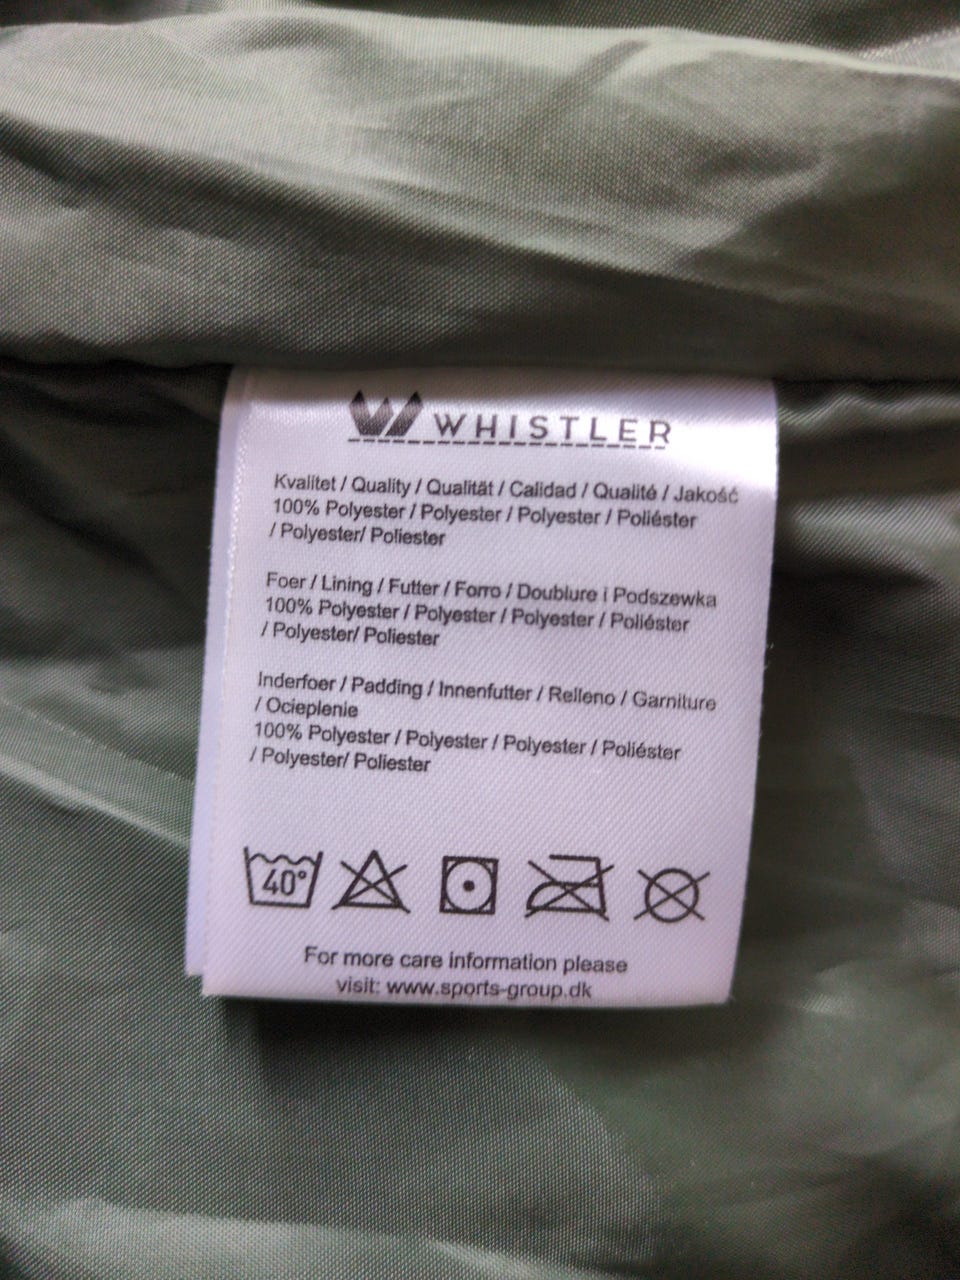 WHISTLER
Kvalitet / Quality / Qualität / Calidad / Qualité / Jakość
100% Polyester / Polyester / Polyester / Poliéster
/ Polyester/ Poliester
Foer / Lining / Futter / Forro / Doublure i Podszewka
100% Polyester / Polyester / Polyester / Poliéster
/ Polyester/ Poliester
Inderfoer / Padding / Innenfutter / Relleno / Garniture
/ Ocieplenie
100% Polyester / Polyester / Polyester / Poliéster
/ Polyester/ Poliester
40°
For more care information please
visit: www.sports-group.dk